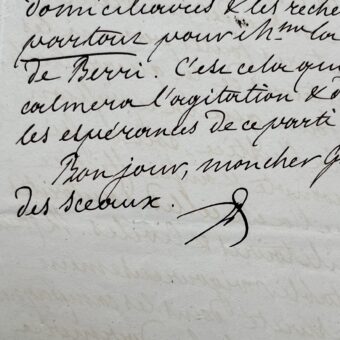 domiciliaires & les reche
partout pour Mme la
de Berri. C'est cela qui
calmera l'agitation & d
les espérances de ce parti
Bonjour, mon cher G
des sceaux.